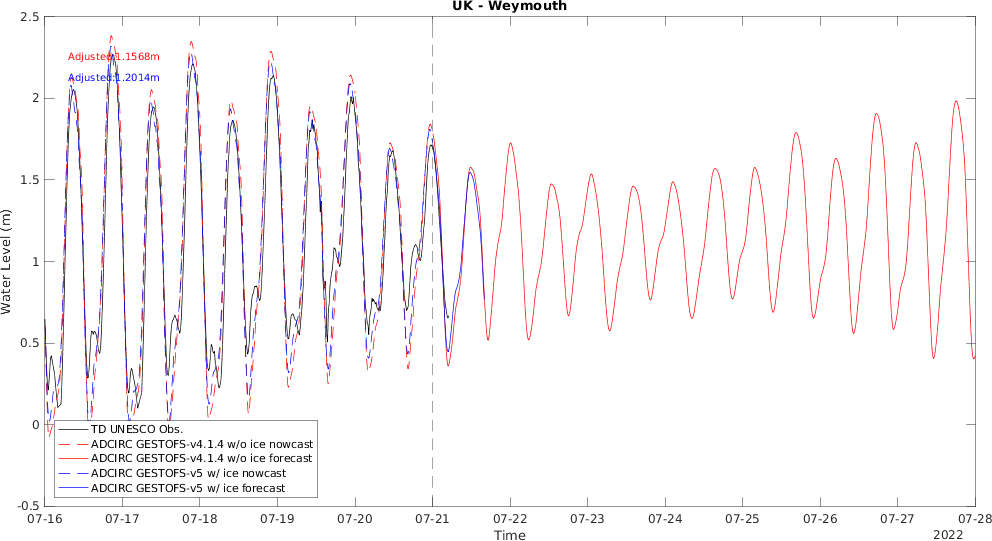 UK - Weymouth
2.5
Adjusted:1.1568m
Adjusted:1.2014m
2
1.5
1
0.5
0
-0.5
Water Level (m)
TD UNESCO Obs.
ADCIRC GESTOFS-v4.1.4 w/o ice nowcast
ADCIRC GESTOFS-v4.1.4 w/o ice forecast
ADCIRC GESTOFS-v5 w/ ice nowcast
ADCIRC GESTOFS-v5 w/ ice forecast
07-16 07-17 07-18 07-19 07-20 07-21 07-22 07-23 07-24 07-25 07-26 07-27 07-28
Time
2022